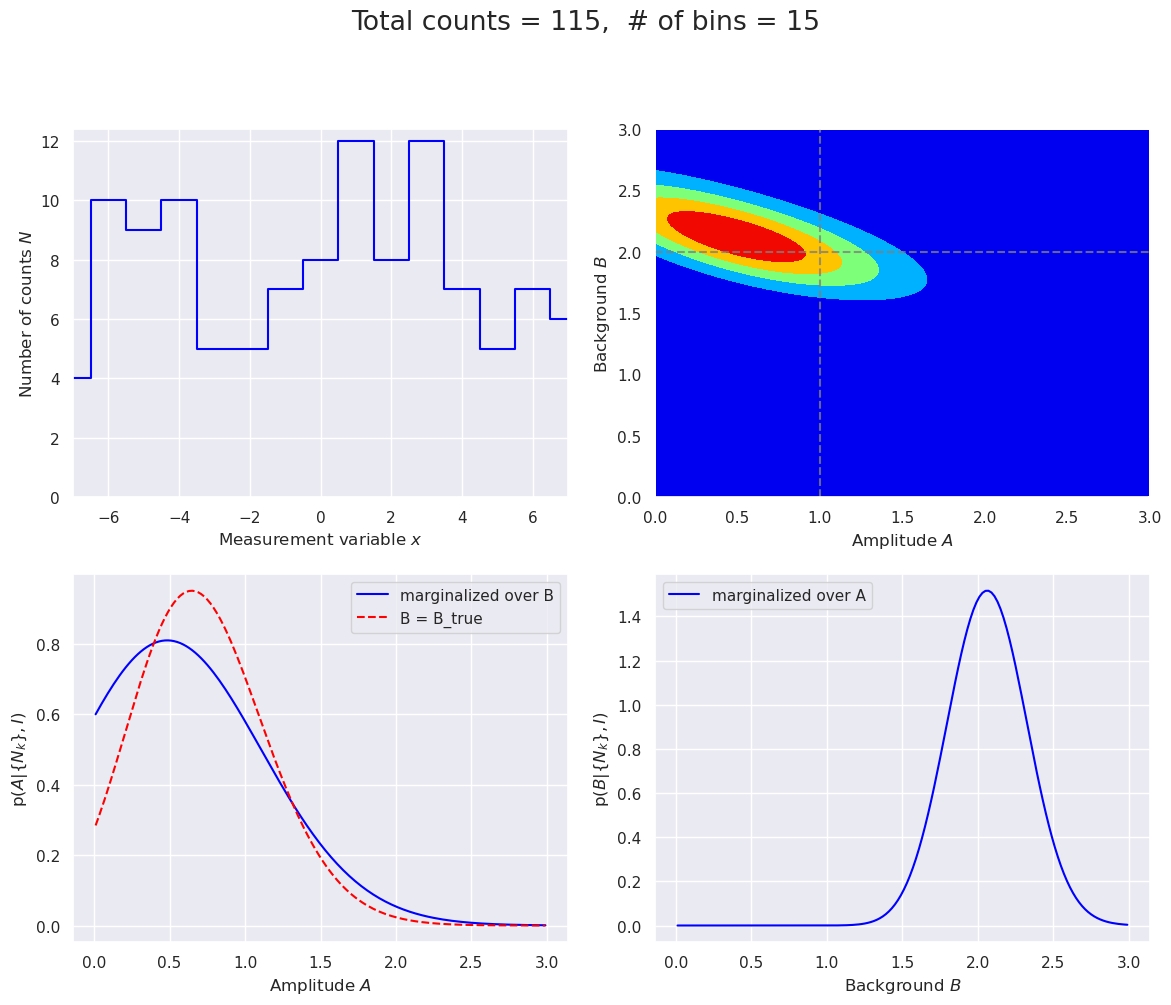 Total counts = 115,  # of bins = 15
12
10
8
6
4
2
0
Number of counts N
−6 −4 −2 0 2 4 6
Measurement variable x
3.0
2.5
2.0
1.5
1.0
0.5
0.0
Background B
0.0 0.5 1.0 1.5 2.0 2.5 3.0
Amplitude A
marginalized over B
B = B_true
0.8
0.6
0.4
0.2
0.0
p(A|{N_k}, I)
0.0 0.5 1.0 1.5 2.0 2.5 3.0
Amplitude A
marginalized over A
1.4
1.2
1.0
0.8
0.6
0.4
0.2
0.0
p(B|{N_k}, I)
0.0 0.5 1.0 1.5 2.0 2.5 3.0
Background B